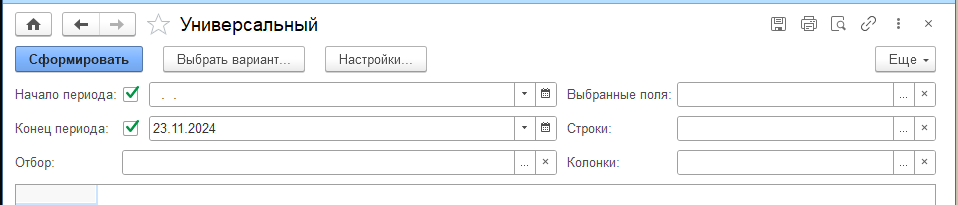 Универсальный
Сформировать Выбрать вариант... Настройки... Еще
Начало периода: . . Выбранные поля: ...
Конец периода: 23.11.2024 Строки: ...
Отбор: ... Колонки: ...